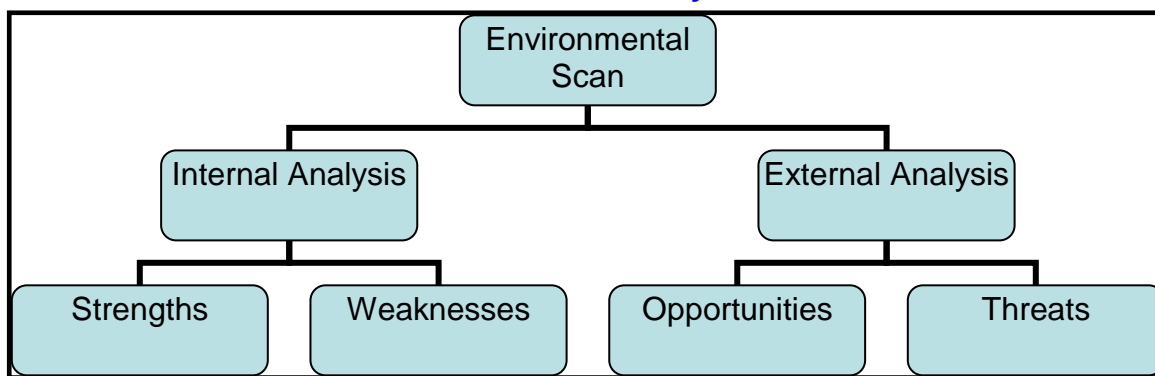 Environmental
Scan
Internal Analysis
External Analysis
Strengths
Weaknesses
Opportunities
Threats